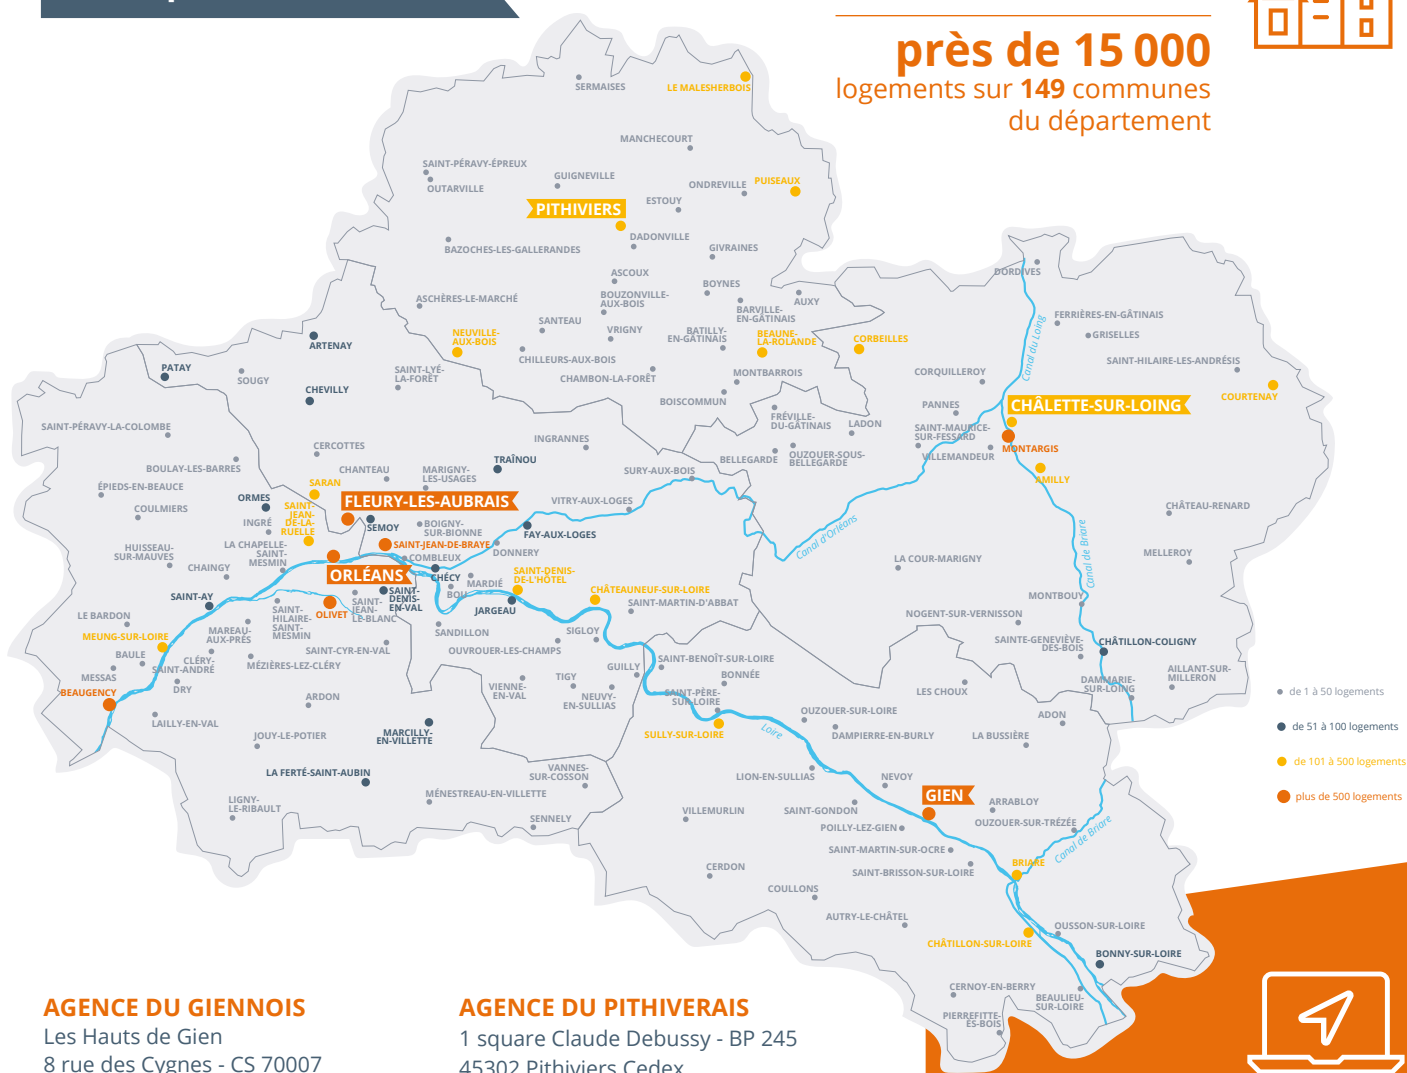 près de 15 000
logements sur 149 communes
du département
SERMAISES
LE MALESHERBOIS
MANCHECOURT
SAINT-PÉRAVY-ÉPREUX
OUTARVILLE
GUIGNEVILLE
ONDREVILLE
PUISEAUX
ESTOUY
PITHIVIERS
DADONVILLE
BAZOCHES-LES-GALLERANDES
GIVRAINES
ASCOUX
BOYNES
DORDIVES
ASCHÈRES-LE-MARCHÉ
BOUZONVILLE-
AUX-BOIS
AUXY
BARVILLE-
EN-GÂTINAIS
SANTEAU
VRIGNY
BATILLY-
EN-GÂTINAIS
FERRIÈRES-EN-GÂTINAIS
GRISELLES
NEUVILLE-
AUX-BOIS
BEAUNE-
LA-ROLANDE
CORBEILLES
ARTENAY
CHILLEURS-AUX-BOIS
SAINT-HILAIRE-LES-ANDRÉSIS
Canal du Loing
PATAY
SOUGY
SAINT-LYÉ-
LA-FORÊT
CHAMBON-LA-FORÊT
MONTBARROIS
CORQUILLEROY
CHEVILLY
COURTENAY
BOISCOMMUN
PANNES
CHÂLETTE-SUR-LOING
FRÉVILLE-
DU-GÂTINAIS
LADON
SAINT-MAURICE-
SUR-FESSARD
SAINT-PÉRAVY-LA-COLOMBE
CERCOTTES
INGRANNES
MONTARGIS
VILLEMANDEUR
BELLEGARDE
OUZOUER-SOUS-
BELLEGARDE
BOULAY-LES-BARRES
CHANTEAU
MARIGNY-
LES-USAGES
TRAÎNOU
SURY-AUX-BOIS
AMILLY
ÉPIEDS-EN-BEAUCE
SARAN
ORMES
FLEURY-LES-AUBRAIS
VITRY-AUX-LOGES
CHÂTEAU-RENARD
COULMIERS
SAINT-
JEAN-
DE-LA-
RUELLE
INGRÉ
SEMOY
BOIGNY-
SUR-BIONNE
FAY-AUX-LOGES
Canal d'Orléans
Canal de Briare
HUISSEAU-
SUR-MAUVES
LA CHAPELLE-
SAINT-
MESMIN
SAINT-JEAN-DE-BRAYE
COMBLEUX
DONNERY
LA COUR-MARIGNY
MELLEROY
CHAINGY
ORLÉANS
CHÉCY
MARDIÉ
BOU
SAINT-DENIS-
DE-L'HÔTEL
CHÂTEAUNEUF-SUR-LOIRE
MONTBOUY
SAINT-AY
SAINT-
DENIS-
EN-VAL
SAINT-
JEAN-
LE-BLANC
OLIVET
SAINT-
HILAIRE-
SAINT-
MESMIN
JARGEAU
SAINT-MARTIN-D'ABBAT
NOGENT-SUR-VERNISSON
LE BARDON
MAREAU-
AUX-PRÉS
SANDILLON
SIGLOY
SAINTE-GENEVIÈVE-
DES-BOIS
CHÂTILLON-COLIGNY
MEUNG-SUR-LOIRE
BAULE
CLÉRY-
SAINT-ANDRÉ
MÉZIÈRES-LEZ-CLÉRY
SAINT-CYR-EN-VAL
OUVROUER-LES-CHAMPS
GUILLY
SAINT-BENOÎT-SUR-LOIRE
MESSAS
DRY
TIGY
BONNÉE
AILLANT-SUR-
MILLERON
BEAUGENCY
ARDON
VIENNE-
EN-VAL
NEUVY-
EN-SULLIAS
SAINT-PÈRE-
SUR-LOIRE
LES CHOUX
DAMMARIE-
SUR-LOING
de 1 à 50 logements
LAILLY-EN-VAL
OUZOUER-SUR-LOIRE
ADON
de 51 à 100 logements
JOUY-LE-POTIER
MARCILLY-
EN-VILLETTE
SULLY-SUR-LOIRE
Loire
DAMPIERRE-EN-BURLY
LA BUSSIÈRE
de 101 à 500 logements
LA FERTÉ-SAINT-AUBIN
VANNES-
SUR-COSSON
LION-EN-SULLIAS
NEVOY
plus de 500 logements
LIGNY-
LE-RIBAULT
MÉNESTREAU-EN-VILLETTE
GIEN
ARRABLOY
SENNELY
VILLEMURLIN
SAINT-GONDON
OUZOUER-SUR-TRÉZÉE
POILLY-LEZ-GIEN
Canal de Briare
SAINT-MARTIN-SUR-OCRE
BRIARE
CERDON
SAINT-BRISSON-SUR-LOIRE
COULLONS
AUTRY-LE-CHÂTEL
OUSSON-SUR-LOIRE
CHÂTILLON-SUR-LOIRE
BONNY-SUR-LOIRE
CERNOY-EN-BERRY
BEAULIEU-
SUR-LOIRE
PIERREFITTE-
ES-BOIS
AGENCE DU GIENNOIS
Les Hauts de Gien
8 rue des Cygnes - CS 70007
AGENCE DU PITHIVERAIS
1 square Claude Debussy - BP 245
45302 Pithiviers Cedex